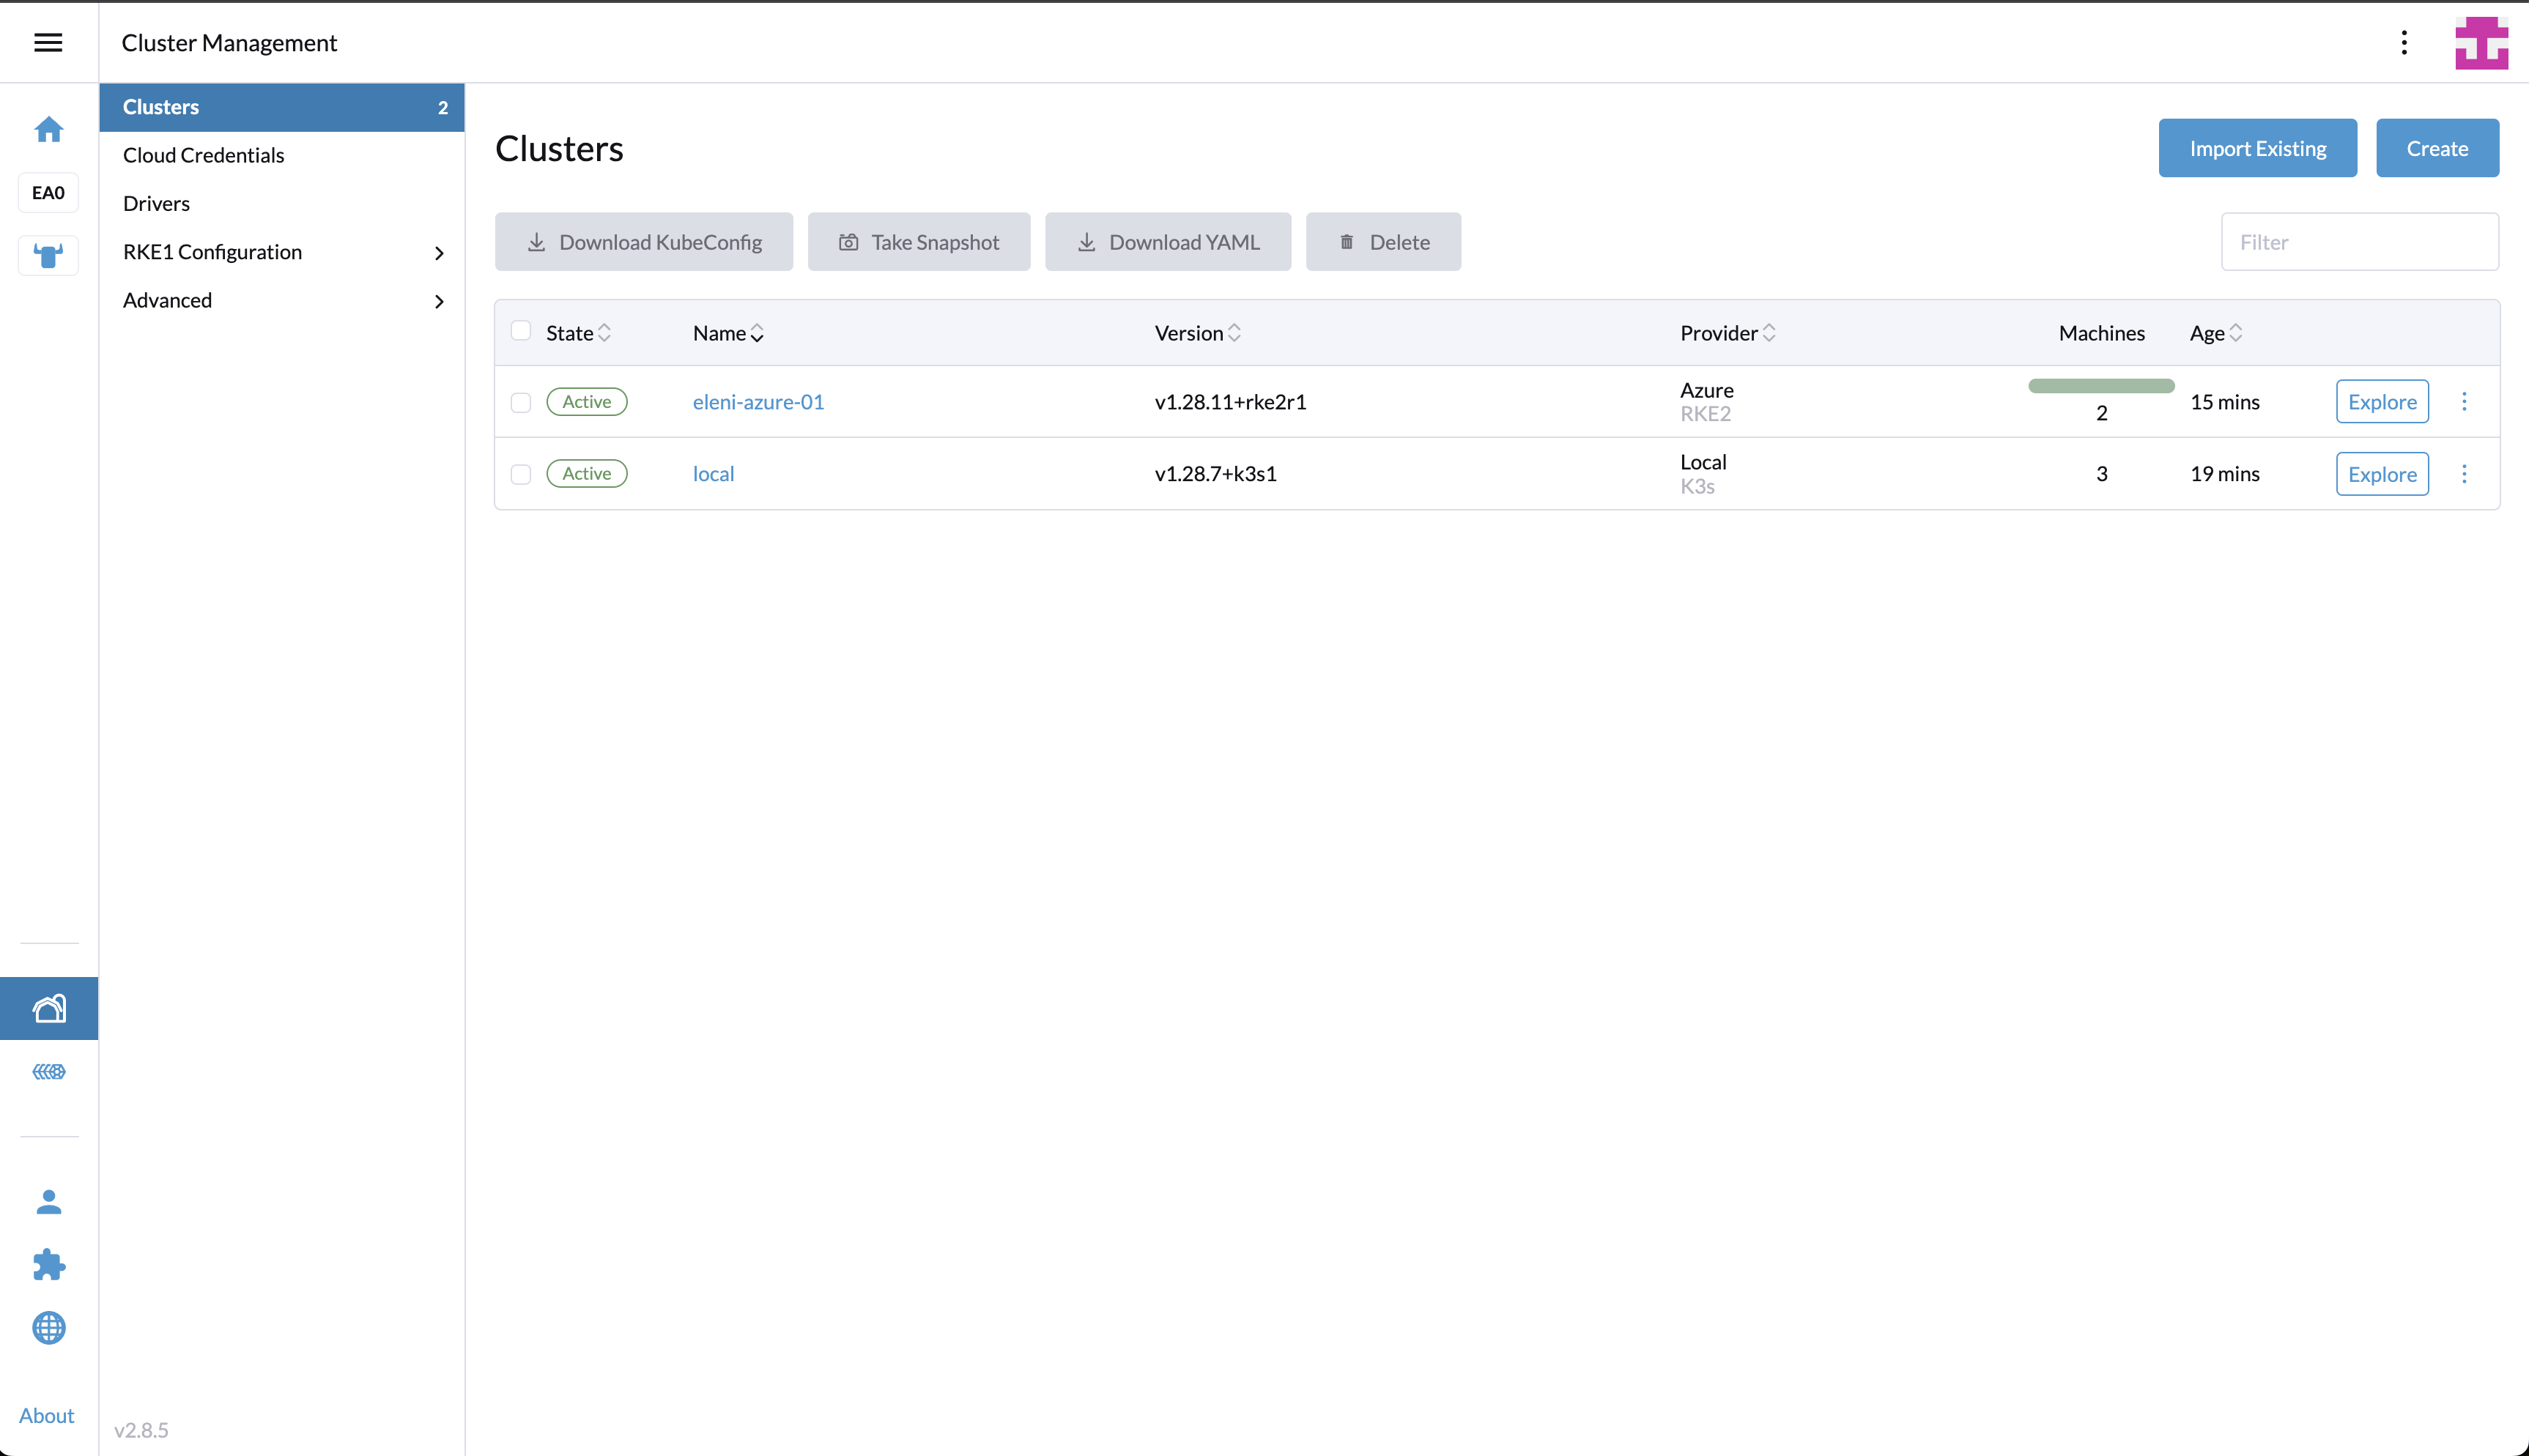 Cluster Management
EA0
About
Clusters 2
Cloud Credentials
Drivers
RKE1 Configuration
Advanced
v2.8.5
Clusters
Import Existing Create
Download KubeConfig Take Snapshot Download YAML Delete Filter
State Name Version Provider Machines Age
Active eleni-azure-01 v1.28.11+rke2r1 Azure 2 15 mins Explore
RKE2
Active local v1.28.7+k3s1 Local 3 19 mins Explore
K3s